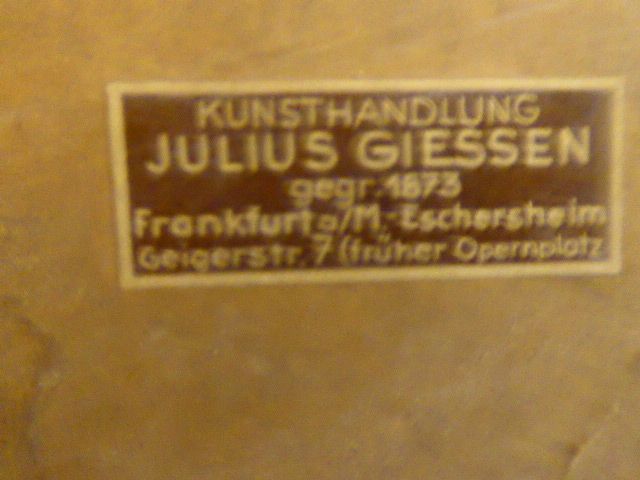 KUNSTHANDLUNG
JULIUS GIESSEN
gegr. 1873
Frankfurt a/M.-Eschersheim
Geigerstr. 7 (früher Opernplatz